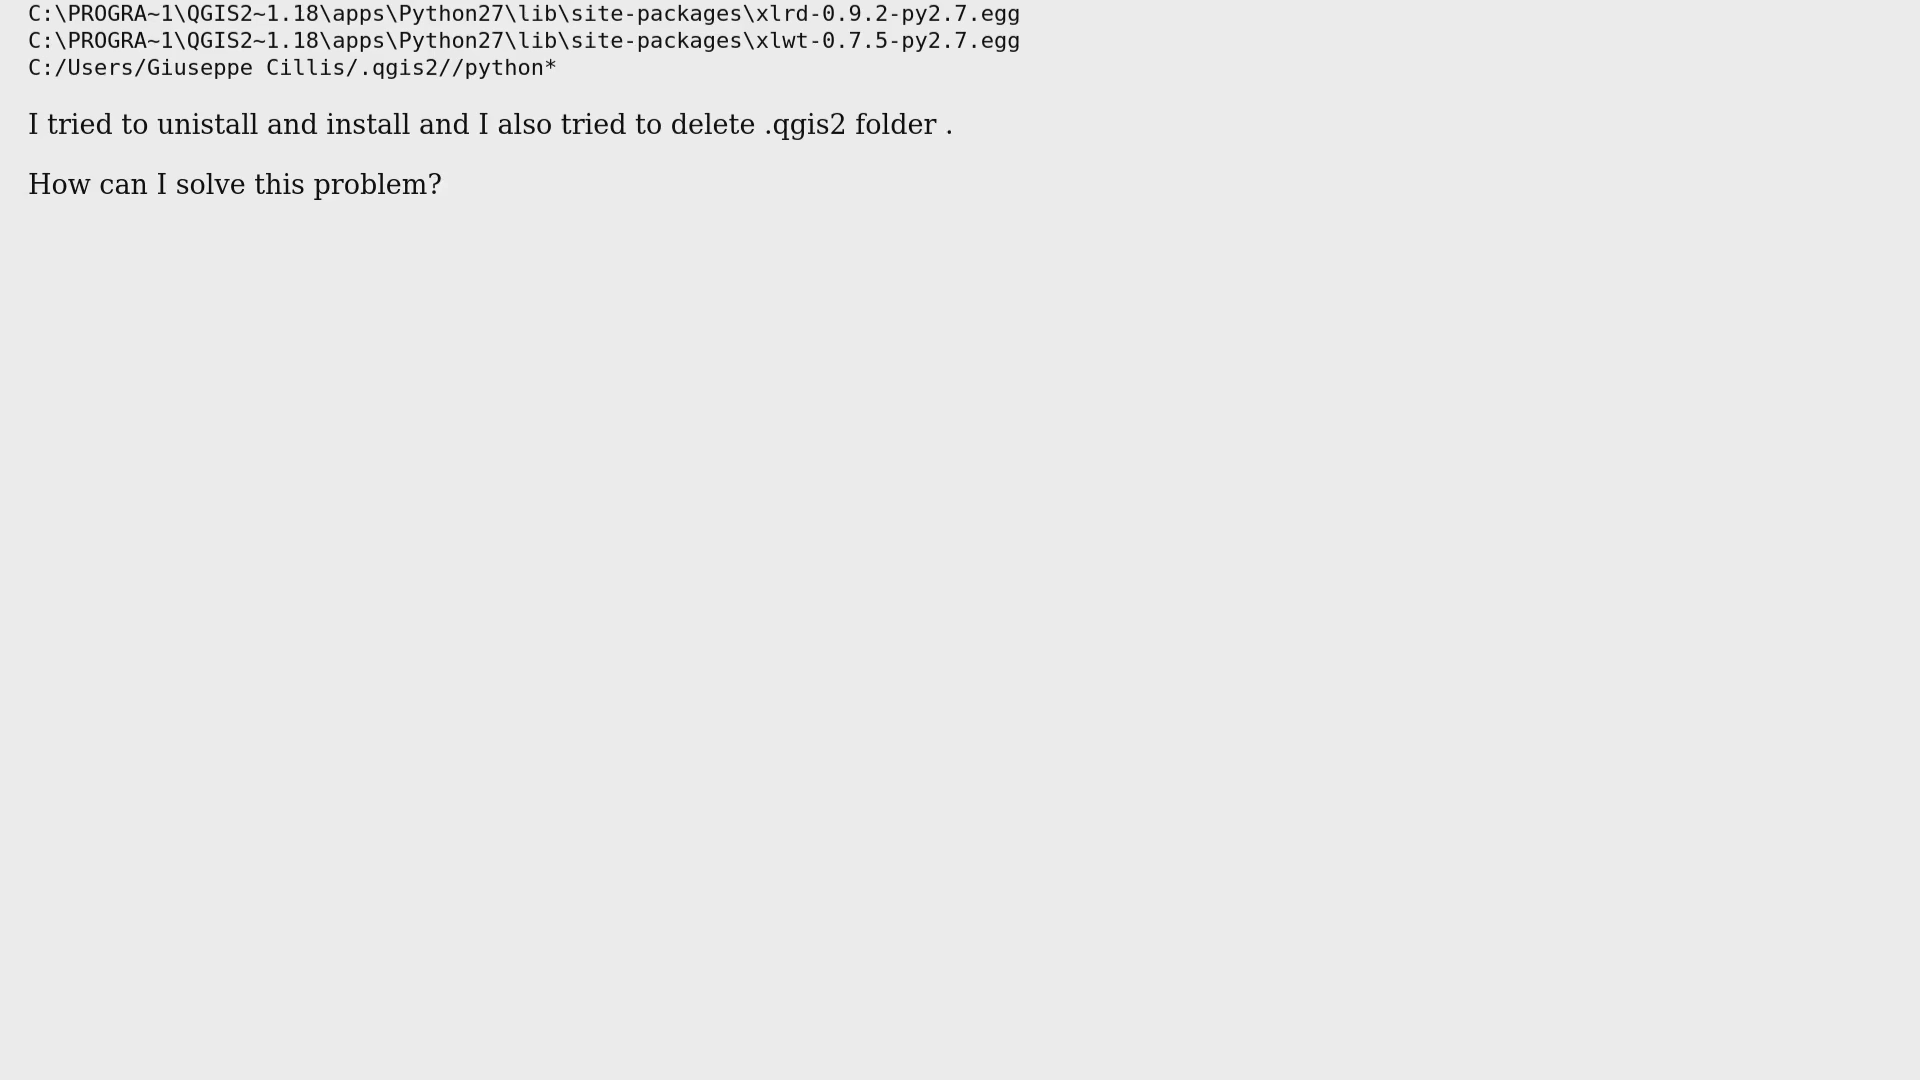 C:\PROGRA~1\QGIS2~1.18\apps\Python27\lib\site-packages\xlrd-0.9.2-py2.7.egg
C:\PROGRA~1\QGIS2~1.18\apps\Python27\lib\site-packages\xlwt-0.7.5-py2.7.egg
C:/Users/Giuseppe Cillis/.qgis2//python*
I tried to unistall and install and I also tried to delete .qgis2 folder .
How can I solve this problem?